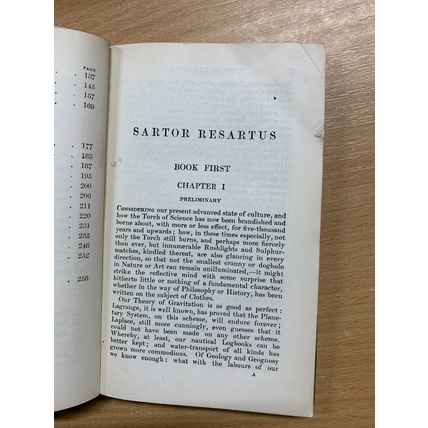 PAGE
137
145
157
169
177
183
187
195
200
206
211
220
232
255
248
252
258
SARTOR RESARTUS
BOOK FIRST
CHAPTER I
PRELIMINARY
CONSIDERING our present advanced state of culture, and
how the Torch of Science has now been brandished and
borne about, with more or less effect, for five-thousand
years and upwards; how, in these times especially, not
only the Torch still burns, and perhaps more fiercely
than ever, but innumerable Rushlights and Sulphur-
matches, kindled thereat, are also glancing in every
direction, so that not the smallest cranny or doghole
in Nature or Art can remain unilluminated,—it might
strike the reflective mind with some surprise that
hitherto little or nothing of a fundamental character,
whether in the way of Philosophy or History, has been
written on the subject of Clothes.
Our Theory of Gravitation is as good as perfect:
Lagrange, it is well known, has proved that the Plane-
tary System, on this scheme, will endure forever;
Laplace, still more cunningly, even guesses that it
could not have been made on any other scheme.
Whereby, at least, our nautical Logbooks can be
better kept; and water-transport of all kinds has
grown more commodious. Of Geology and Geognosy
we know enough: what with the labours of our
A